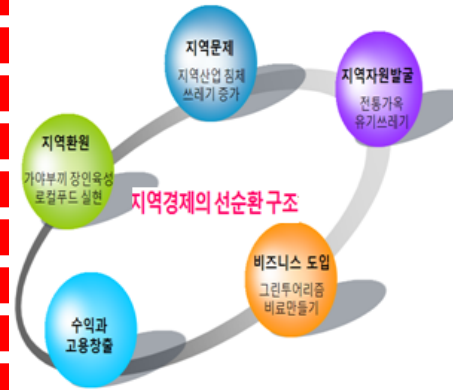 지역문제
지역산업 침체
쓰레기 증가
지역자원발굴
전통가옥
유기쓰레기
지역환원
가야부끼 장인육성
로컬푸드 실현
지역경제의 선순환 구조
비즈니스 도입
그린투어리즘
비료만들기
수익과
고용창출